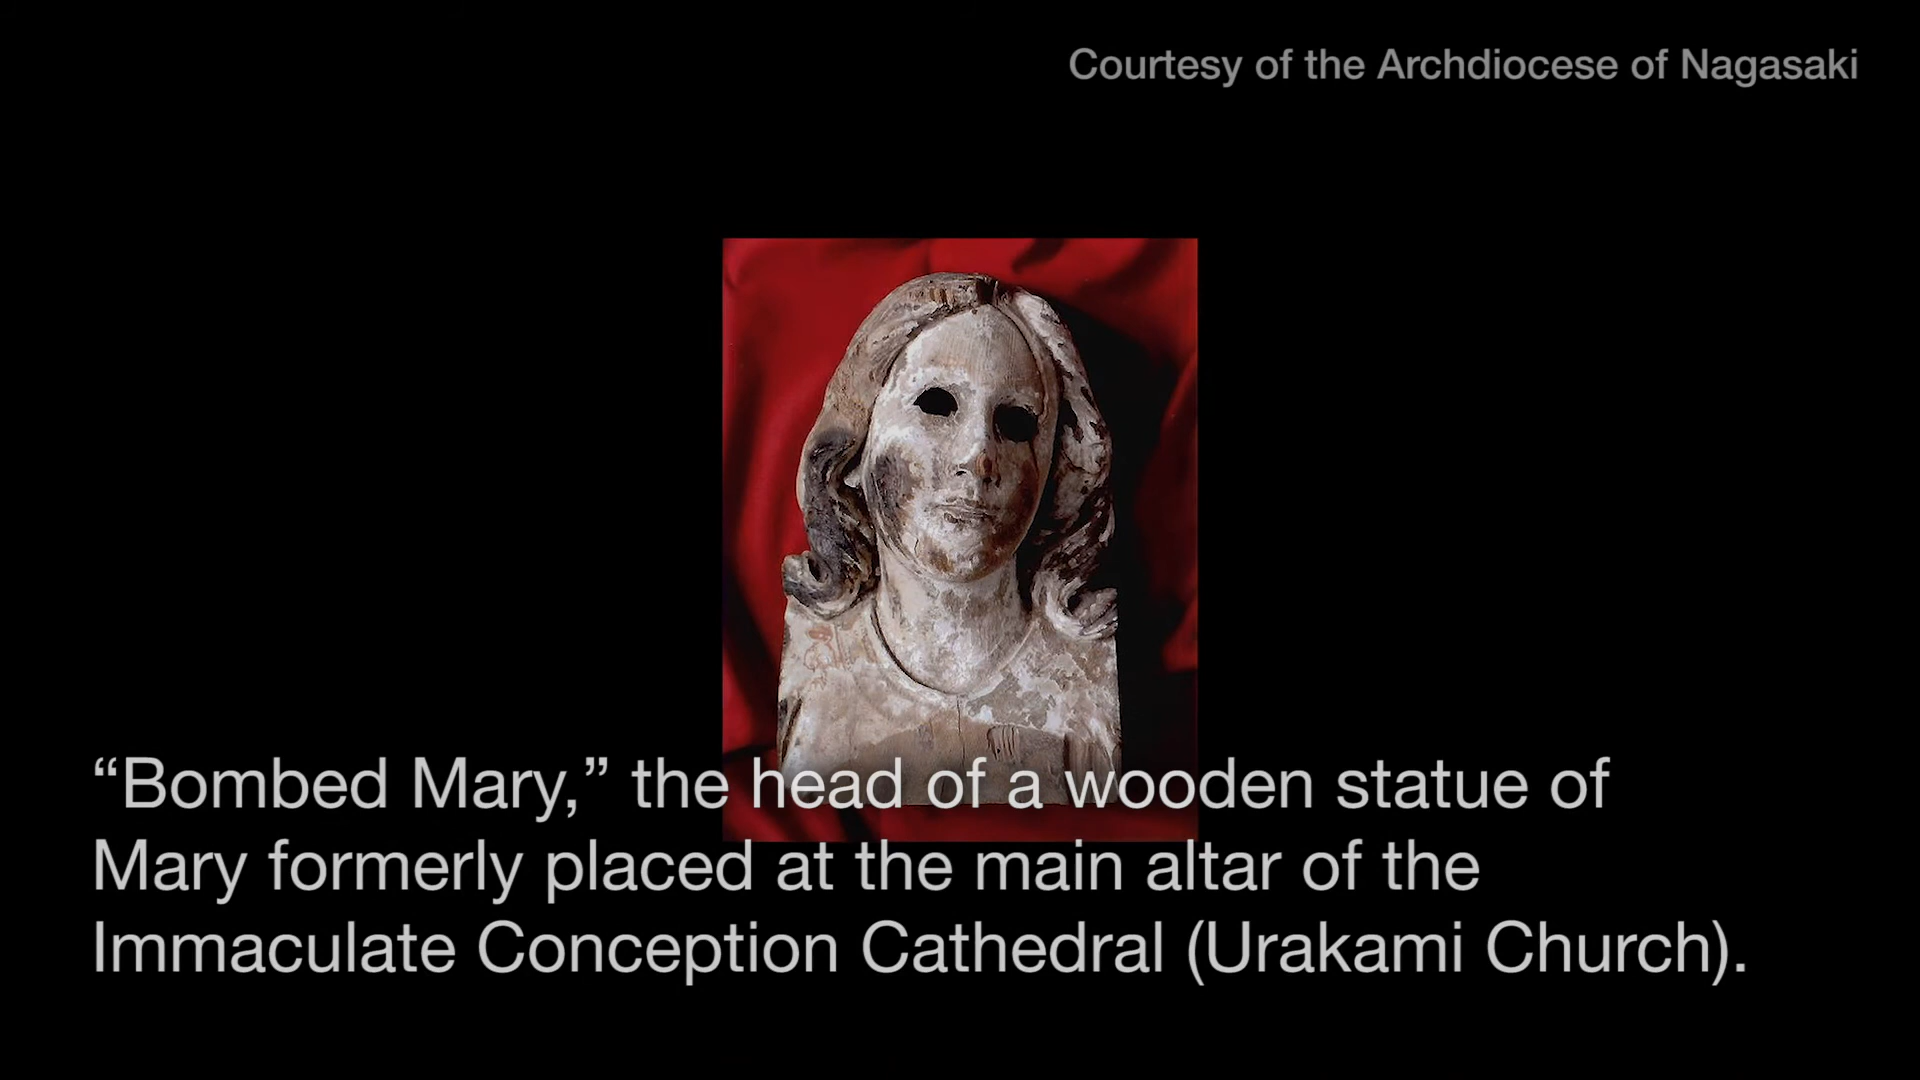 Courtesy of the Archdiocese of Nagasaki
“Bombed Mary,” the head of a wooden statue of
Mary formerly placed at the main altar of the
Immaculate Conception Cathedral (Urakami Church).